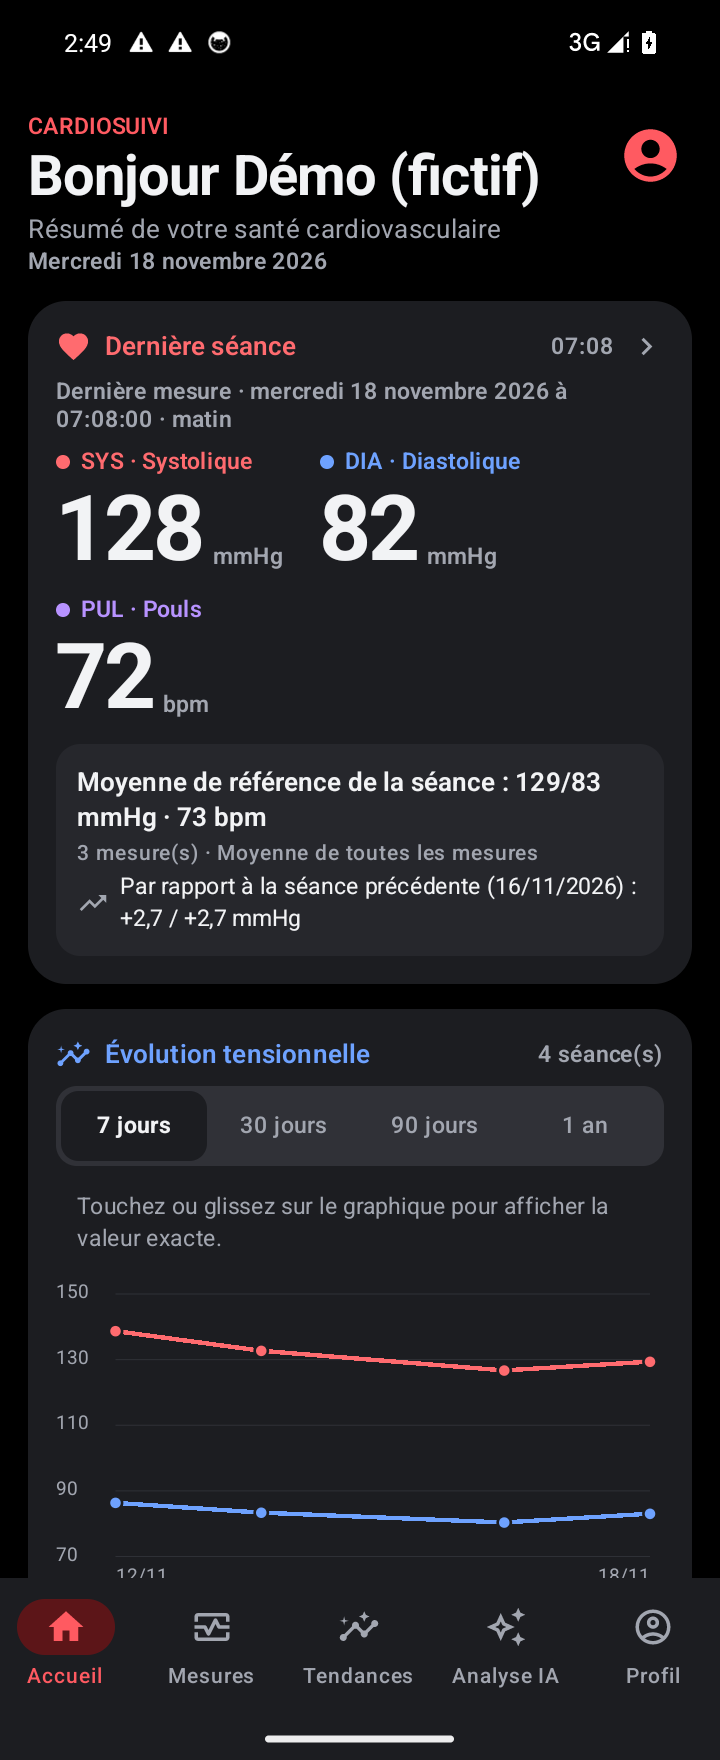 2:49
3G
CARDIOSUIVI
Bonjour Démo (fictif)
Résumé de votre santé cardiovasculaire
Mercredi 18 novembre 2026
Dernière séance 07:08
Dernière mesure · mercredi 18 novembre 2026 à
07:08:00 · matin
SYS · Systolique DIA · Diastolique
128 mmHg 82 mmHg
PUL · Pouls
72 bpm
Moyenne de référence de la séance : 129/83
mmHg · 73 bpm
3 mesure(s) · Moyenne de toutes les mesures
Par rapport à la séance précédente (16/11/2026) :
+2,7 / +2,7 mmHg
Évolution tensionnelle 4 séance(s)
7 jours 30 jours 90 jours 1 an
Touchez ou glissez sur le graphique pour afficher la
valeur exacte.
150
130
110
90
70
12/11 18/11
Accueil Mesures Tendances Analyse IA Profil